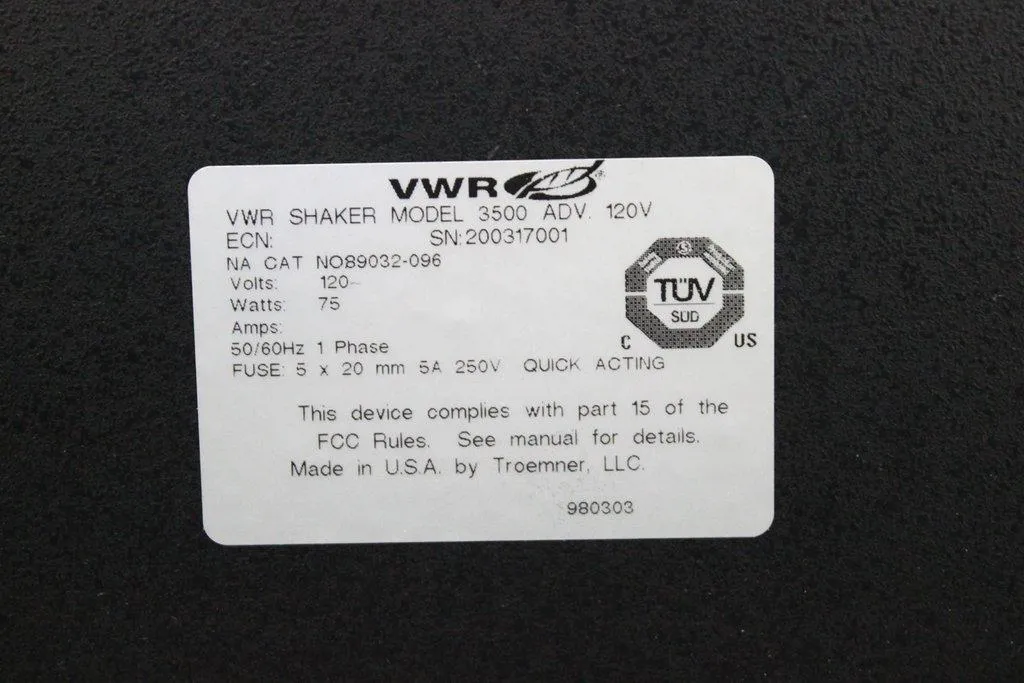 VWR®
VWR SHAKER MODEL 3500 ADV. 120V
ECN: SN:200317001
NA CAT NO89032-096
Volts: 120~
Watts: 75
Amps:
50/60Hz 1 Phase
FUSE: 5 x 20 mm 5A 250V QUICK ACTING
TÜV
SÜD
C US
This device complies with part 15 of the
FCC Rules. See manual for details.
Made in U.S.A. by Troemner, LLC.
980303